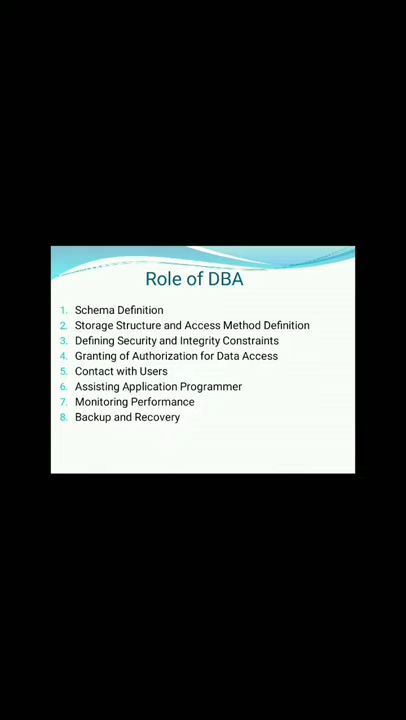 Role of DBA
1. Schema Definition
2. Storage Structure and Access Method Definition
3. Defining Security and Integrity Constraints
4. Granting of Authorization for Data Access
5. Contact with Users
6. Assisting Application Programmer
7. Monitoring Performance
8. Backup and Recovery